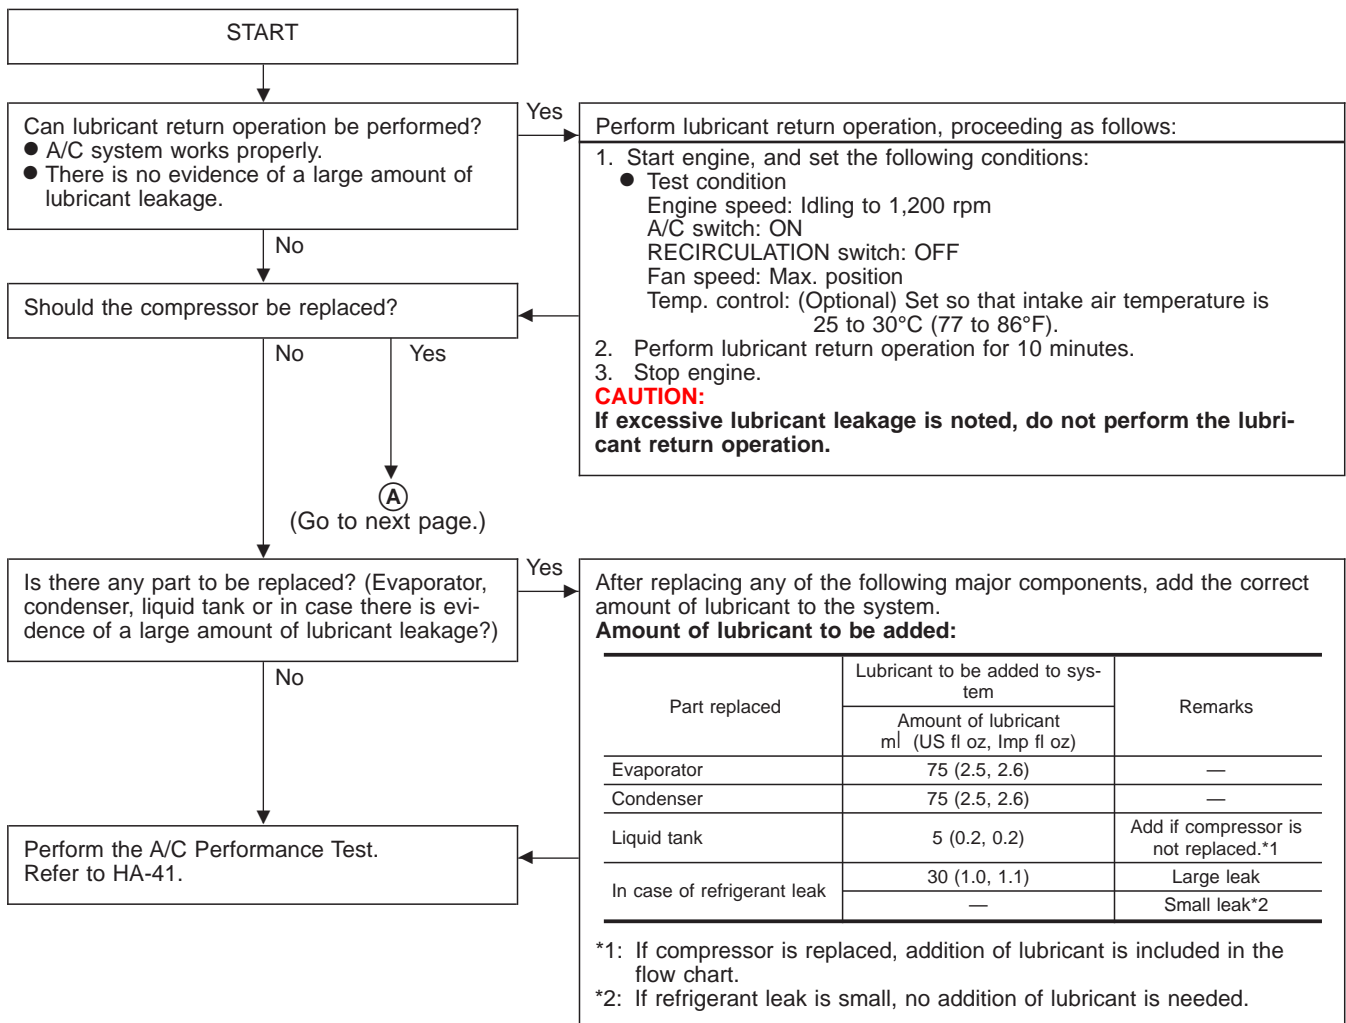 START
Can lubricant return operation be performed?
● A/C system works properly.
● There is no evidence of a large amount of
lubricant leakage.
Yes
No
Perform lubricant return operation, proceeding as follows:
1. Start engine, and set the following conditions:
● Test condition
Engine speed: Idling to 1,200 rpm
A/C switch: ON
RECIRCULATION switch: OFF
Fan speed: Max. position
Temp. control: (Optional) Set so that intake air temperature is
25 to 30°C (77 to 86°F).
2. Perform lubricant return operation for 10 minutes.
3. Stop engine.
CAUTION:
If excessive lubricant leakage is noted, do not perform the lubri-
cant return operation.
Should the compressor be replaced?
No
Yes
A
(Go to next page.)
Is there any part to be replaced? (Evaporator,
condenser, liquid tank or in case there is evi-
dence of a large amount of lubricant leakage?)
Yes
No
After replacing any of the following major components, add the correct
amount of lubricant to the system.
Amount of lubricant to be added:
Part replaced
Lubricant to be added to sys-
tem
Amount of lubricant
ml (US fl oz, Imp fl oz)
Remarks
Evaporator 75 (2.5, 2.6) —
Condenser 75 (2.5, 2.6) —
Liquid tank 5 (0.2, 0.2) Add if compressor is
not replaced.*1
In case of refrigerant leak 30 (1.0, 1.1) Large leak
— Small leak*2
*1: If compressor is replaced, addition of lubricant is included in the
flow chart.
*2: If refrigerant leak is small, no addition of lubricant is needed.
Perform the A/C Performance Test.
Refer to HA-41.